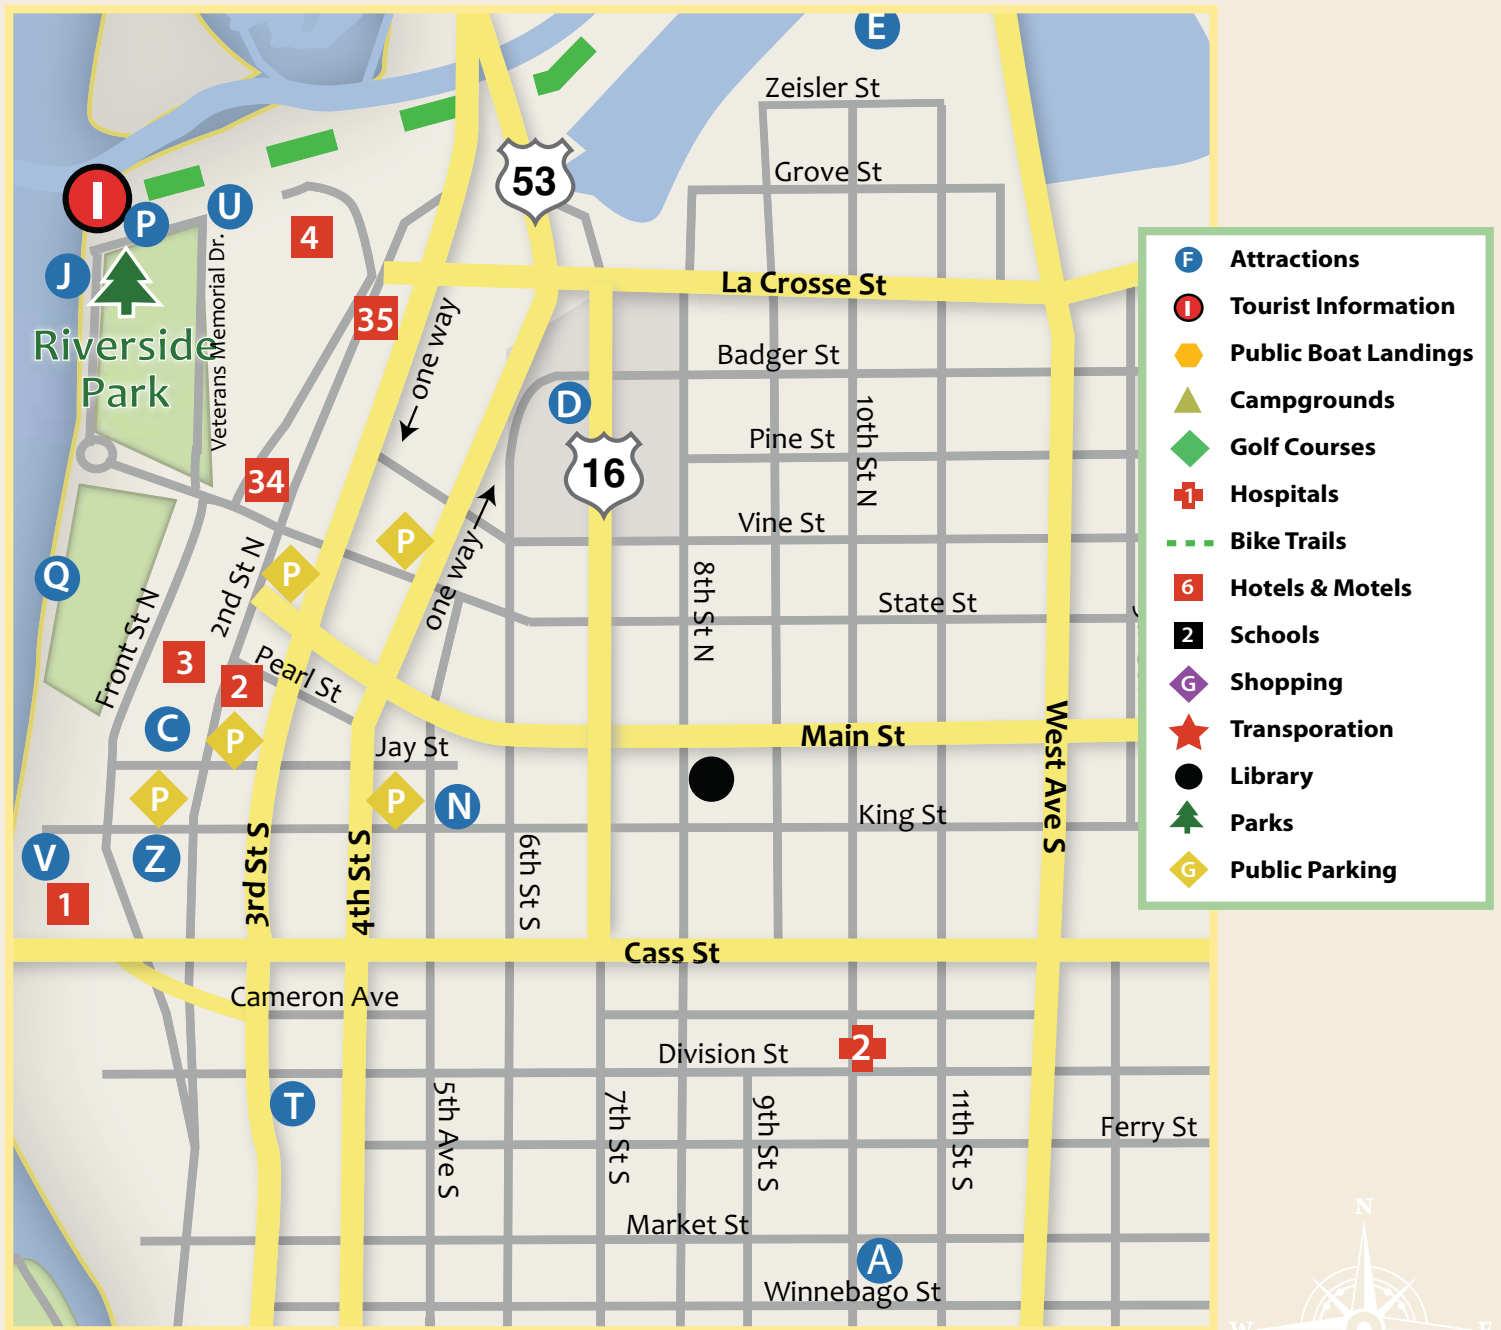 E
Zeisler St
Grove St
53
I
P
U
J
4
La Crosse St
35
one way
Riverside
Park
Veterans Memorial Dr.
Badger St
D
10th St N
Pine St
16
34
Vine St
P
one way
P
Q
2nd St N
8th St N
Front St N
State St
3
Pearl St
2
C
P
Jay St
Main St
West Ave S
P
P
N
King St
3rd St S
4th St S
6th St S
V
Z
1
Cass St
Cameron Ave
Division St
2
T
5th Ave S
7th St S
9th St S
11th St S
Ferry St
Market St
A
Winnebago St
F Attractions
I Tourist Information
Public Boat Landings
Campgrounds
Golf Courses
1 Hospitals
Bike Trails
6 Hotels & Motels
2 Schools
G Shopping
Transporation
Library
Parks
G Public Parking
N
W E